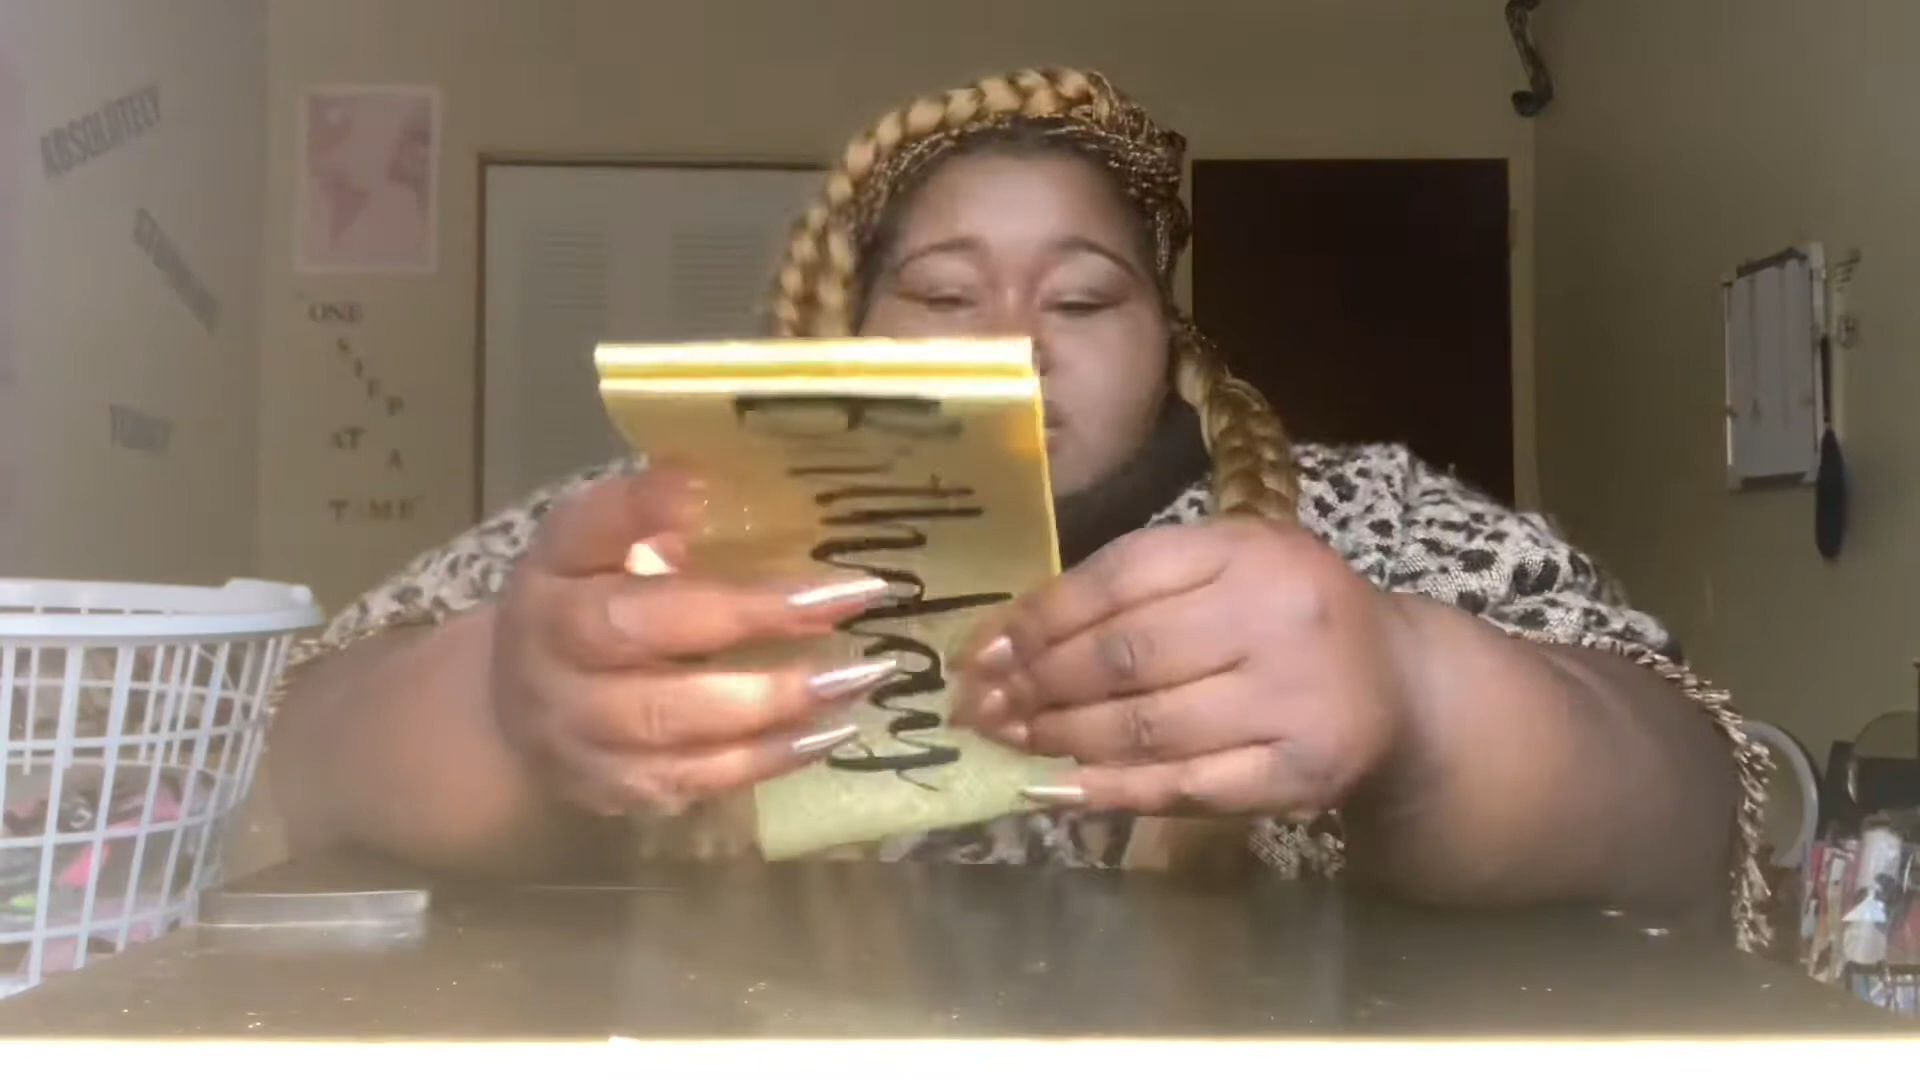 ABSOLUTELY
"ONE
STEP
AT
A
TIME"
Birthday